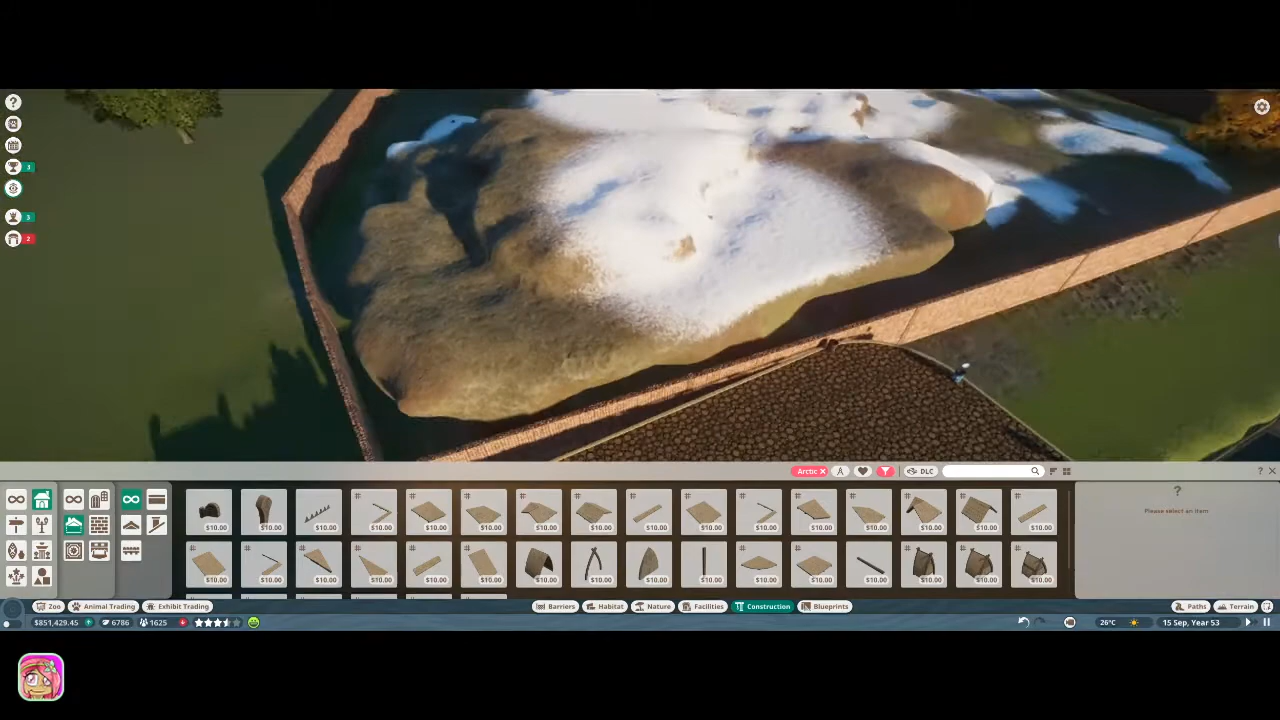 ?
3
3
2
Arctic ×
DLC
? ×
?
Please select an item
$10.00 $10.00 $10.00 $10.00 $10.00 $10.00 $10.00 $10.00 $10.00 $10.00 $10.00 $10.00 $10.00 $10.00 $10.00 $10.00
$10.00 $10.00 $10.00 $10.00 $10.00 $10.00 $10.00 $10.00 $10.00 $10.00 $10.00 $10.00 $10.00 $10.00 $10.00 $10.00
Zoo Animal Trading Exhibit Trading Barriers Habitat Nature Facilities Construction Blueprints Paths Terrain
$851,429.45 6786 1625 26°C 15 Sep, Year 53